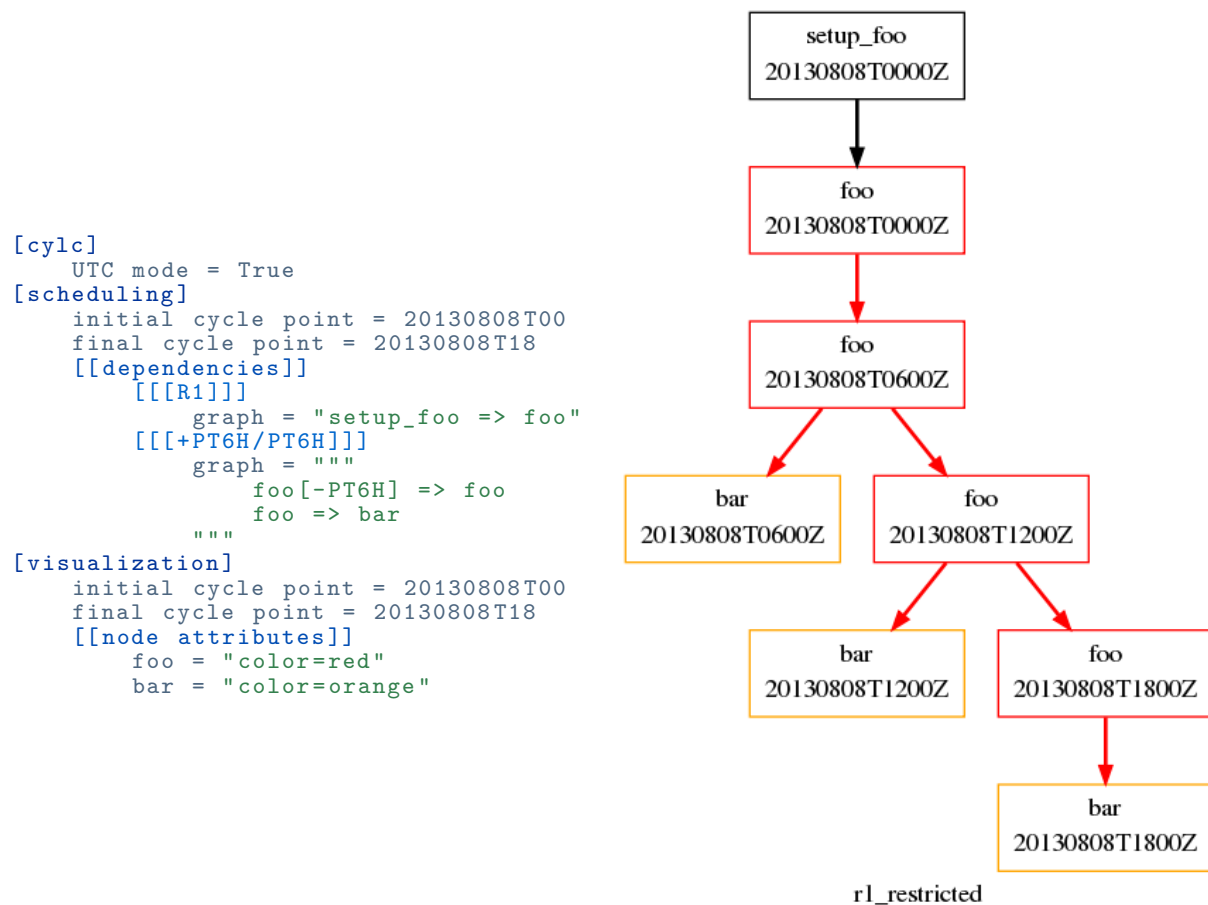 [cylc]
    UTC mode = True
[scheduling]
    initial cycle point = 20130808T00
    final cycle point = 20130808T18
    [[dependencies]]
        [[[R1]]]
            graph = "setup_foo => foo"
        [[[+PT6H/PT6H]]]
            graph = """
                foo[-PT6H] => foo
                foo => bar
            """
[visualization]
    initial cycle point = 20130808T00
    final cycle point = 20130808T18
    [[node attributes]]
        foo = "color=red"
        bar = "color=orange"
setup_foo
20130808T0000Z
foo
20130808T0000Z
foo
20130808T0600Z
bar
20130808T0600Z
foo
20130808T1200Z
bar
20130808T1200Z
foo
20130808T1800Z
bar
20130808T1800Z
r1_restricted